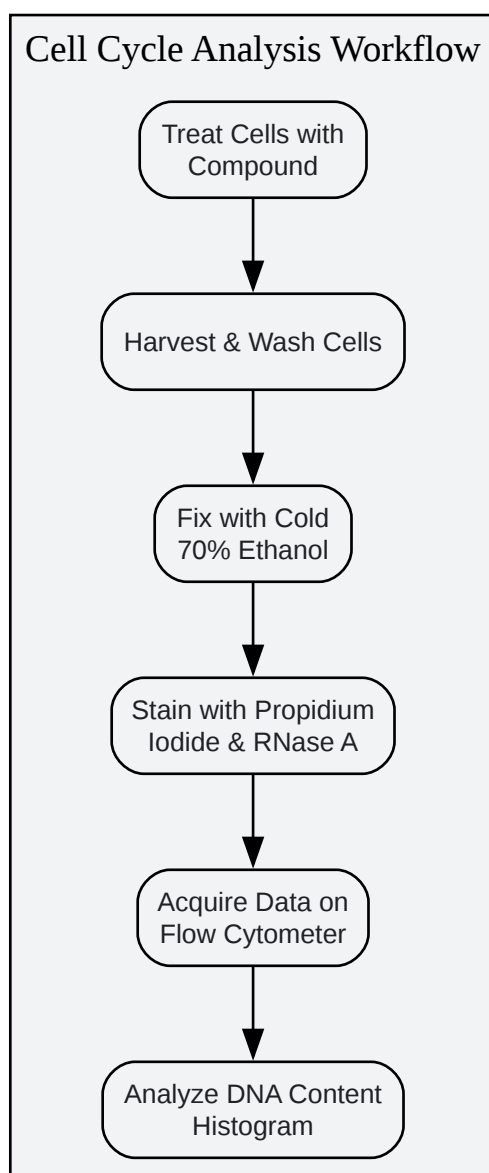 Cell Cycle Analysis Workflow
Treat Cells with
Compound
Harvest & Wash Cells
Fix with Cold
70% Ethanol
Stain with Propidium
Iodide & RNase A
Acquire Data on
Flow Cytometer
Analyze DNA Content
Histogram